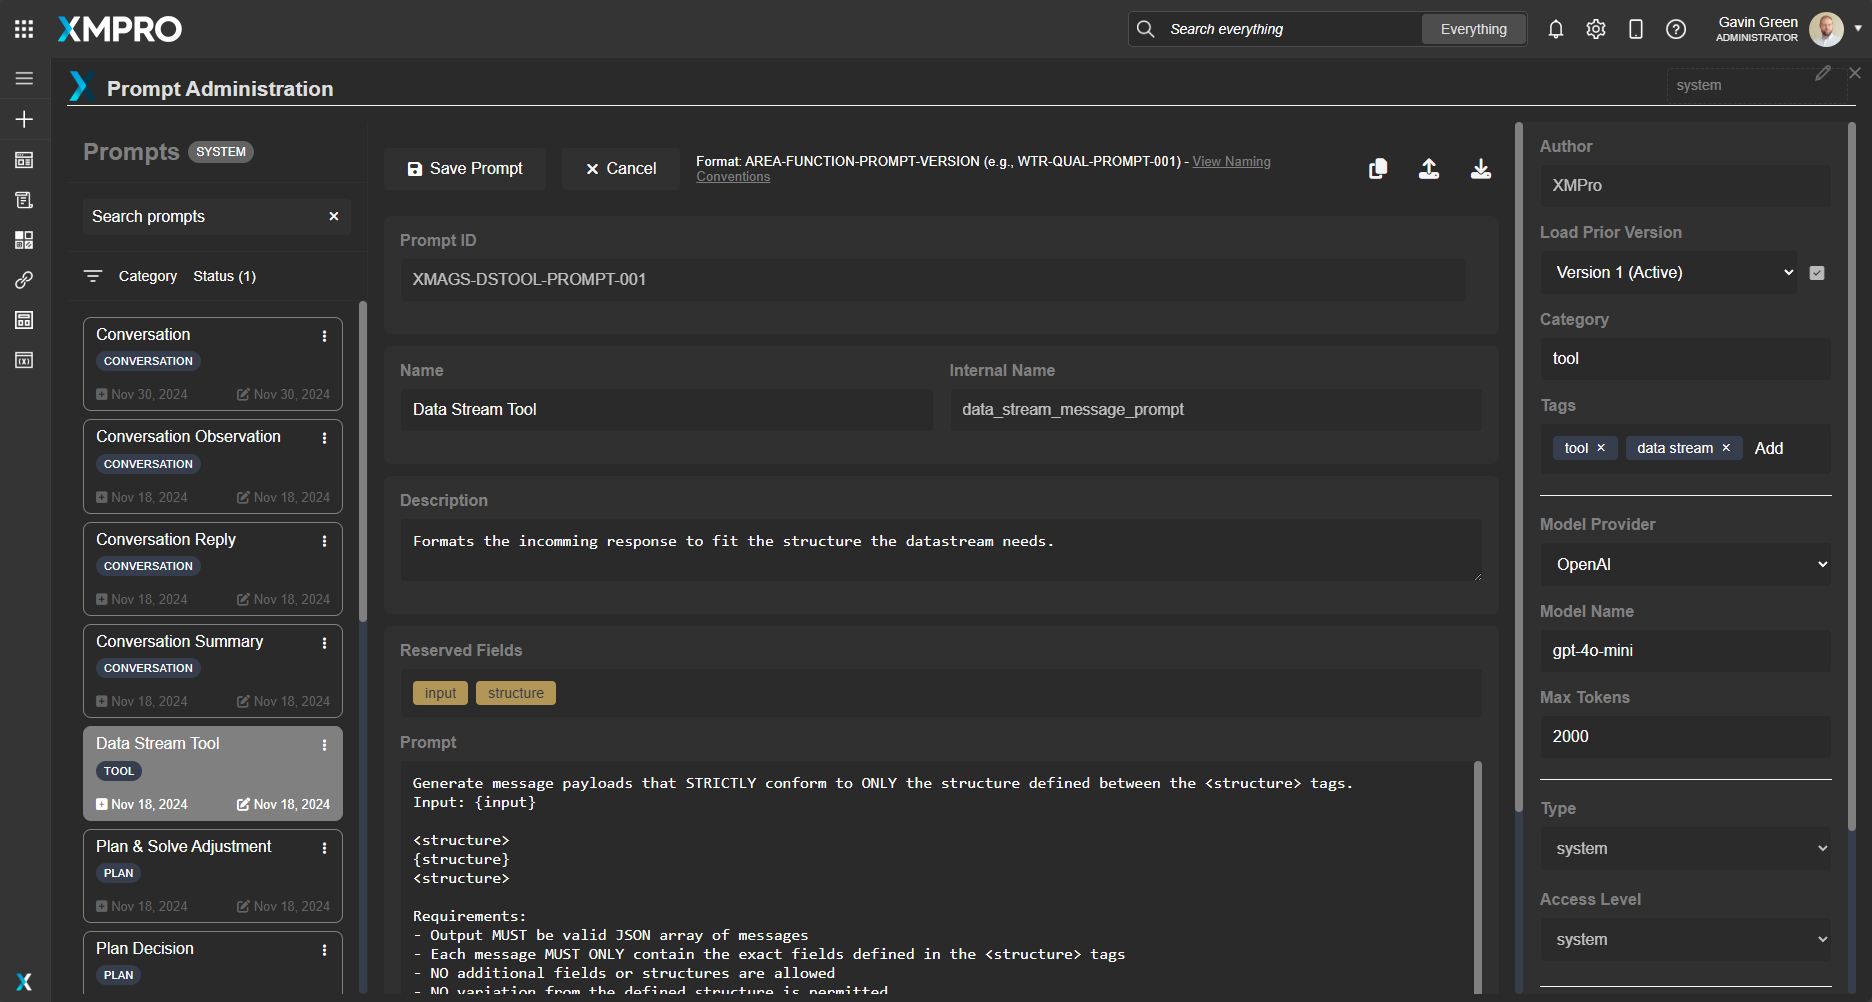 XMPRO
Search everything
Everything
Gavin Green
ADMINISTRATOR
Prompt Administration
system
Prompts
SYSTEM
Search prompts
Category
Status (1)
Conversation
CONVERSATION
Nov 30, 2024
Nov 30, 2024
Conversation Observation
CONVERSATION
Nov 18, 2024
Nov 18, 2024
Conversation Reply
CONVERSATION
Nov 18, 2024
Nov 18, 2024
Conversation Summary
CONVERSATION
Nov 18, 2024
Nov 18, 2024
Data Stream Tool
TOOL
Nov 18, 2024
Nov 18, 2024
Plan & Solve Adjustment
PLAN
Nov 18, 2024
Nov 18, 2024
Plan Decision
PLAN
Save Prompt
Cancel
Format: AREA-FUNCTION-PROMPT-VERSION (e.g., WTR-QUAL-PROMPT-001) - View Naming
Conventions
Prompt ID
XMAGS-DSTOOL-PROMPT-001
Name
Data Stream Tool
Internal Name
data_stream_message_prompt
Description
Formats the incomming response to fit the structure the datastream needs.
Reserved Fields
input
structure
Prompt
Generate message payloads that STRICTLY conform to ONLY the structure defined between the <structure> tags.
Input: {input}
<structure>
{structure}
<structure>
Requirements:
- Output MUST be valid JSON array of messages
- Each message MUST ONLY contain the exact fields defined in the <structure> tags
- NO additional fields or structures are allowed
- NO variation from the defined structure is permitted
Author
XMPro
Load Prior Version
Version 1 (Active)
Category
tool
Tags
tool
data stream
Add
Model Provider
OpenAI
Model Name
gpt-4o-mini
Max Tokens
2000
Type
system
Access Level
system